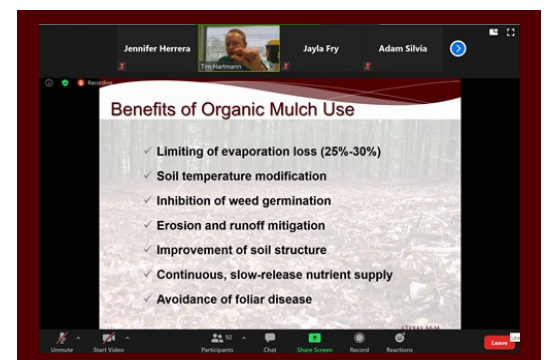 Jennifer Herrera
Tim Hartmann
Jayla Fry
Adam Silvia
Recording
Benefits of Organic Mulch Use
Limiting of evaporation loss (25%-30%)
Soil temperature modification
Inhibition of weed germination
Erosion and runoff mitigation
Improvement of soil structure
Continuous, slow-release nutrient supply
Avoidance of foliar disease
TEXAS A&M
Unmute
Start Video
92
Participants
Chat
Share Screen
Record
Reactions
Leave